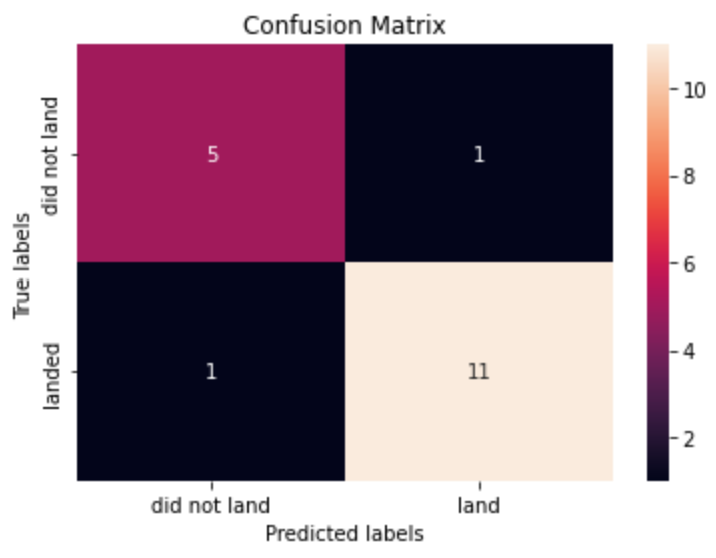 Confusion Matrix
True labels
did not land
landed
5
1
1
11
did not land
land
Predicted labels
10
8
6
4
2